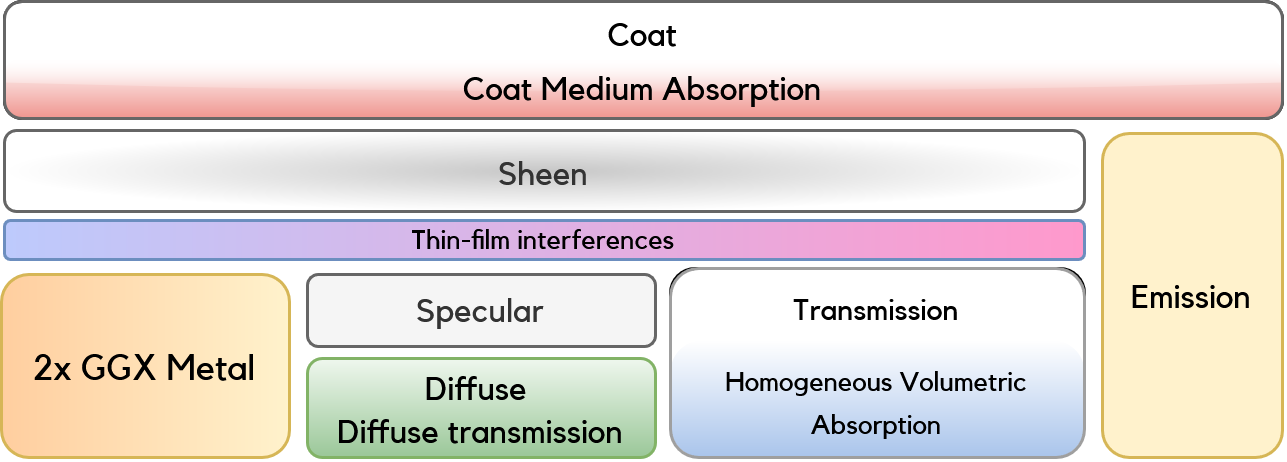 Coat
Coat Medium Absorption
Sheen
Thin-film interferences
2x GGX Metal
Specular
Diffuse
Diffuse transmission
Transmission
Homogeneous Volumetric
Absorption
Emission